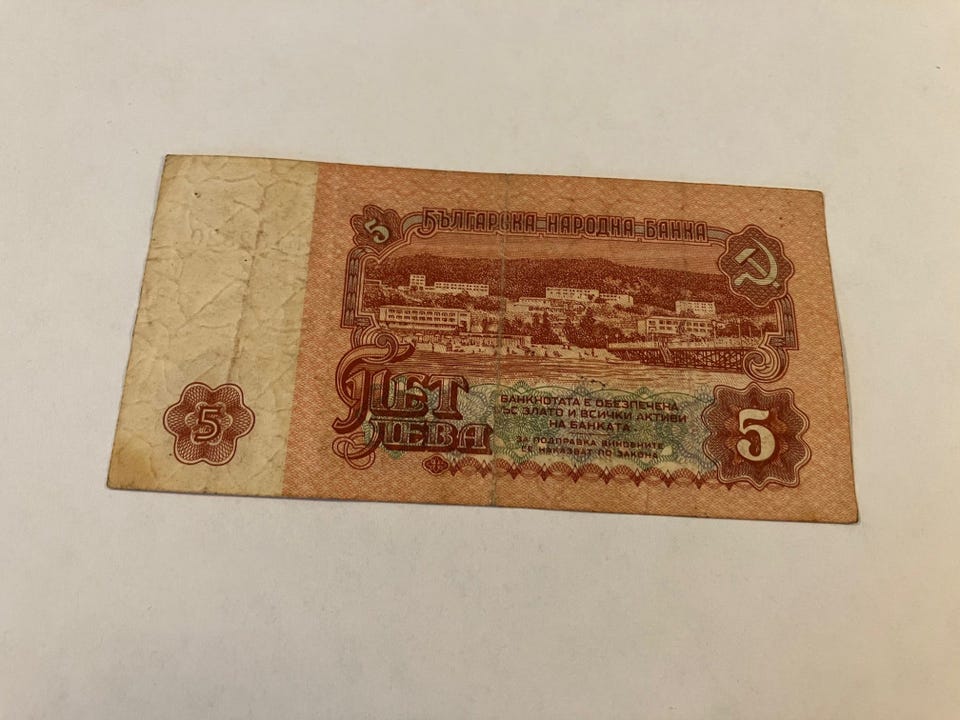 5
БЪЛГАРСКА НАРОДНА БАНКА
ПЕТ
ЛЕВА
БАНКНОТАТА Е ОБЕЗПЕЧЕНА
СЪС ЗЛАТО И ВСИЧКИ АКТИВИ
НА БАНКАТА
ЗА ПОДПРАВКА ВИНОВНИТЕ
СЕ НАКАЗВАТ ПО ЗАКОНА
5
5